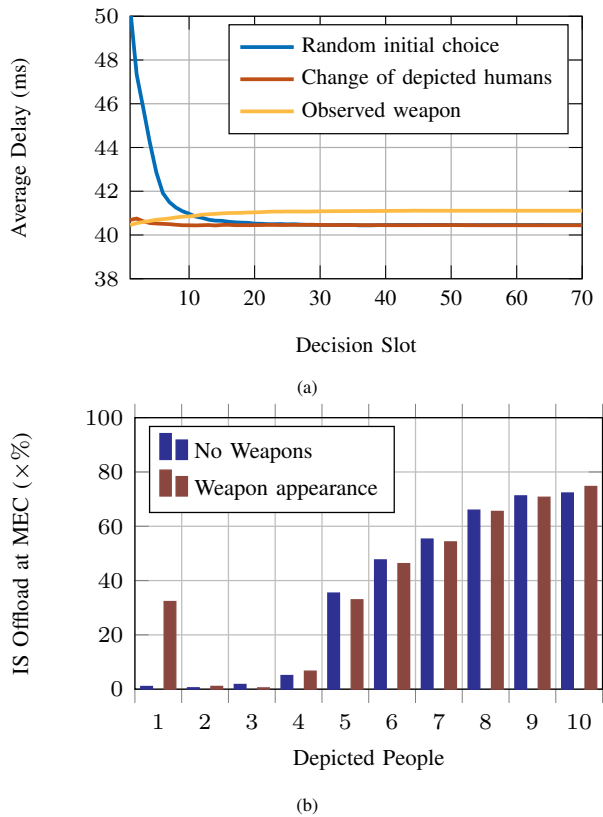 50
48
46
44
42
40
38
Average Delay (ms)
Random initial choice
Change of depicted humans
Observed weapon
10 20 30 40 50 60 70
Decision Slot
(a)
100
80
60
40
20
0
IS Offload at MEC (×%)
No Weapons
Weapon appearance
1 2 3 4 5 6 7 8 9 10
Depicted People
(b)